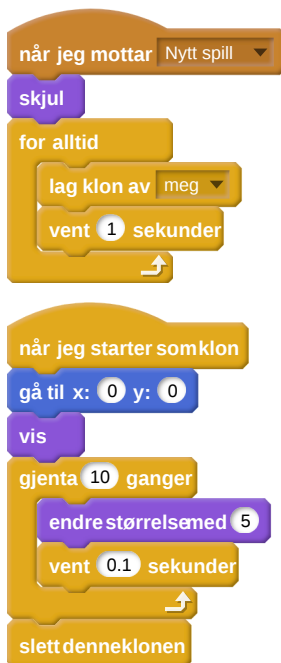 når jeg mottar Nytt spill
skjul
for alltid
lag klon av meg
vent 1 sekunder
når jeg starter som klon
gå til x: 0 y: 0
vis
gjenta 10 ganger
endre størrelse med 5
vent 0.1 sekunder
slett denne klonen